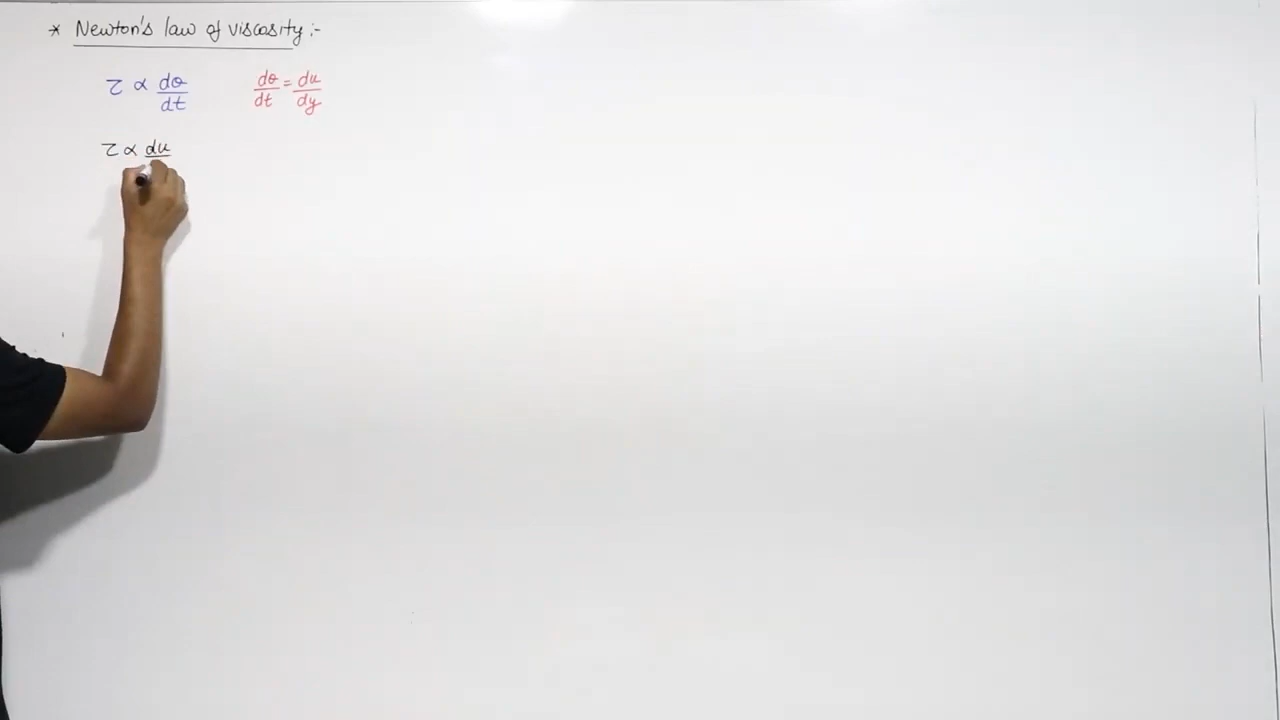 * Newton's law of viscosity :-
τ ∝ dθ/dt dθ/dt = du/dy
τ ∝ du